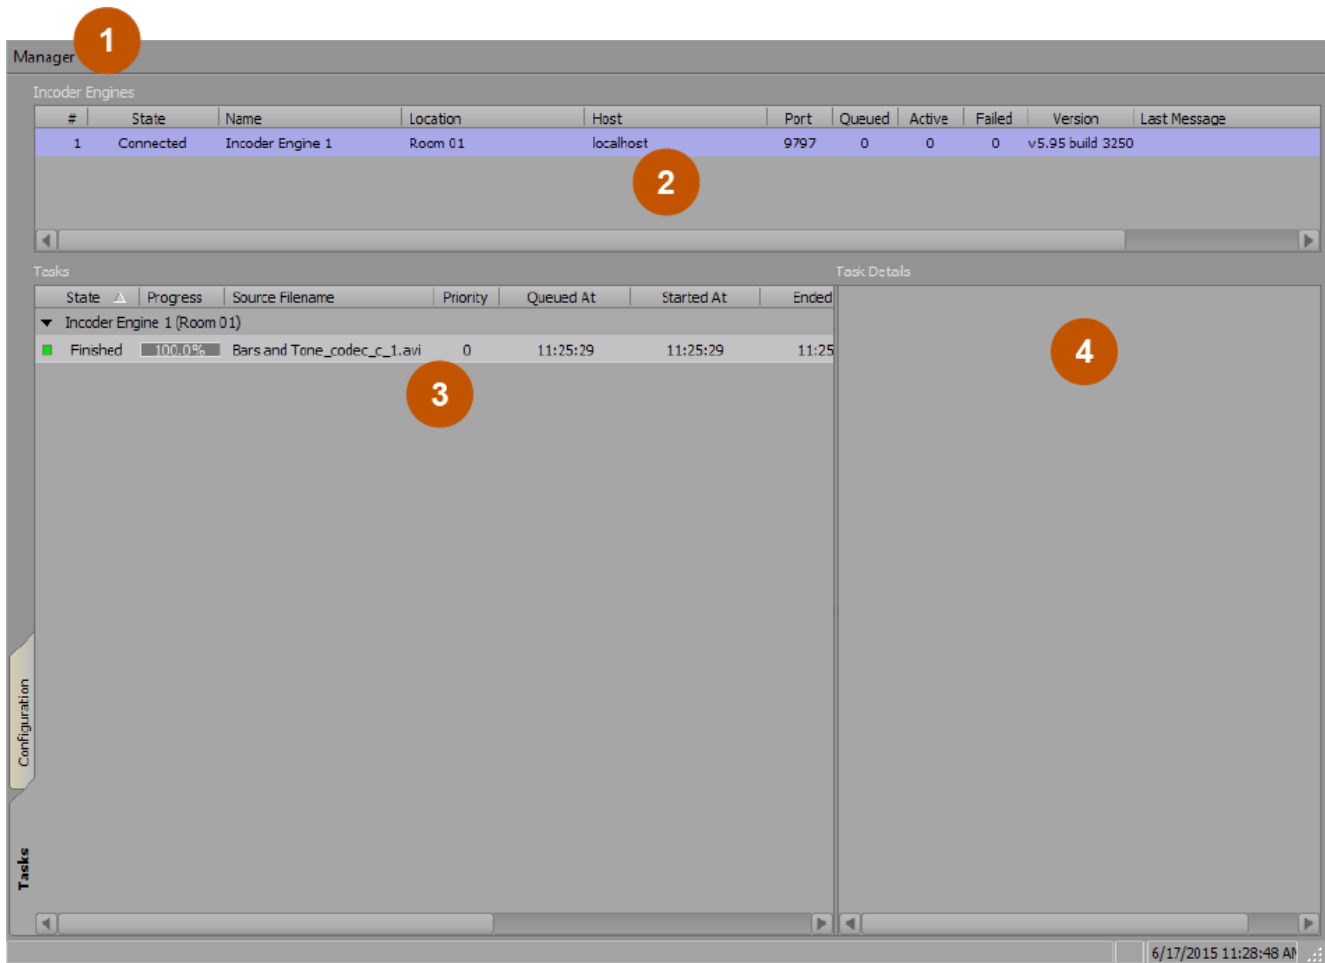 1
Manager
Incoder Engines
# State Name Location Host Port Queued Active Failed Version Last Message
1 Connected Incoder Engine 1 Room 01 localhost 9797 0 0 0 v5.95 build 3250
2
Tasks Task Details
State Progress Source Filename Priority Queued At Started At Ended
Incoder Engine 1 (Room 01)
Finished 100.0% Bars and Tone_codec_c_1.avi 0 11:25:29 11:25:29 11:25
3
4
Configuration
Tasks
6/17/2015 11:28:48 AM